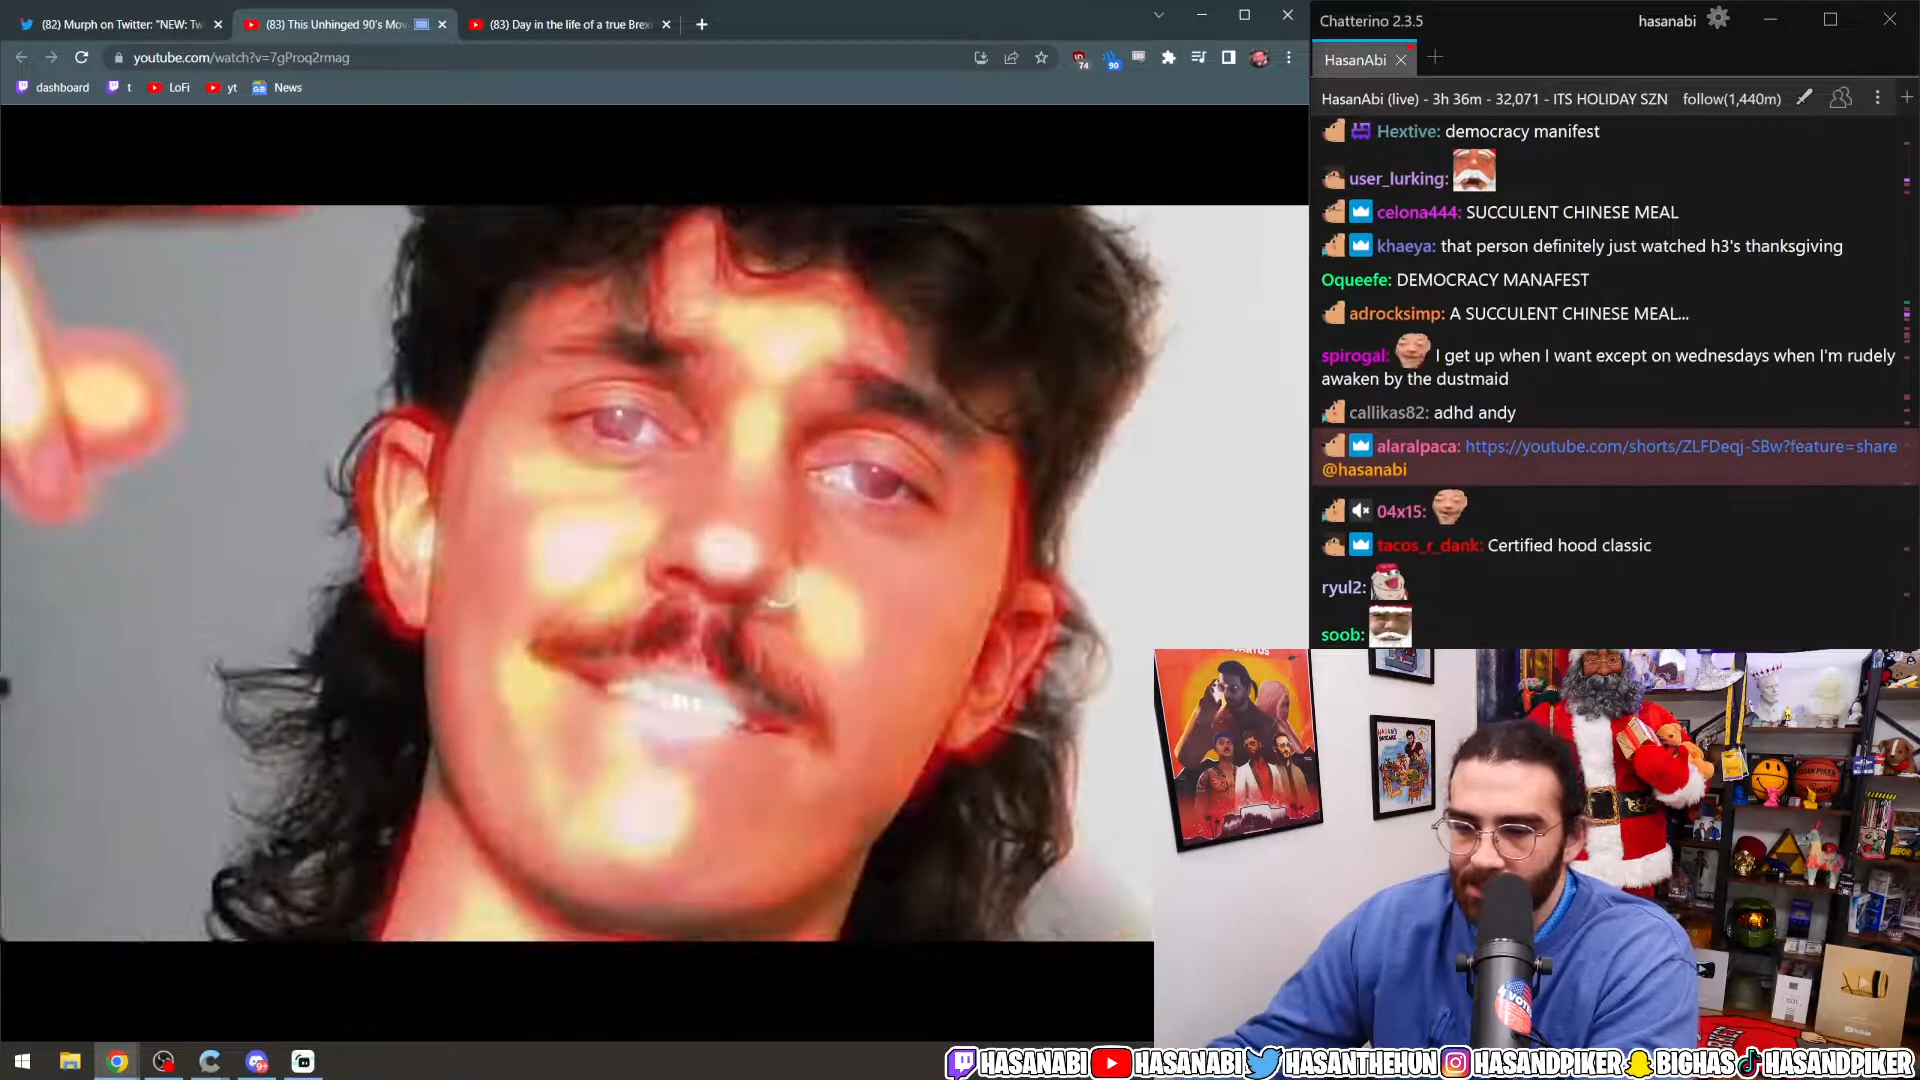 (82) Murph on Twitter: "NEW: Tw
(83) This Unhinged 90's Mov
(83) Day in the life of a true Brex
youtube.com/watch?v=7gProq2rmag
74
90
dashboard
t
LoFi
yt
News
Chatterino 2.3.5
hasanabi
HasanAbi
HasanAbi (live) - 3h 36m - 32,071 - ITS HOLIDAY SZN
follow(1,440m)
Hextive: democracy manifest
user_lurking:
celona444: SUCCULENT CHINESE MEAL
khaeya: that person definitely just watched h3's thanksgiving
Oqueefe: DEMOCRACY MANAFEST
adrocksimp: A SUCCULENT CHINESE MEAL...
spirogal: I get up when I want except on wednesdays when I'm rudely
awaken by the dustmaid
callikas82: adhd andy
alaralpaca: https://youtube.com/shorts/ZLFDeqj-SBw?feature=share
@hasanabi
04x15:
tacos_r_dank: Certified hood classic
ryul2:
soob:
HASANABI HASANABI HASANTHEHUN HASANDPIKER BIGHAS HASANDPIKER